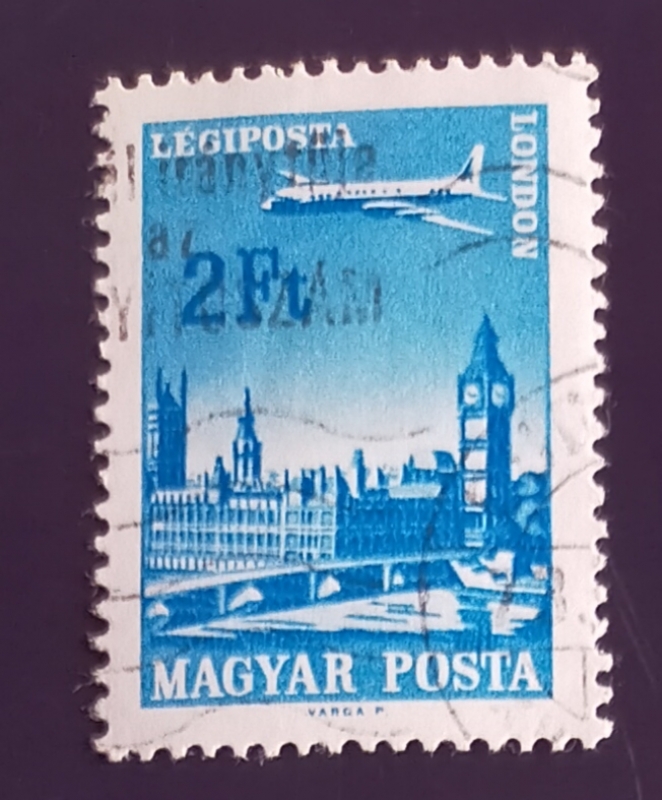 LÉGIPOSTA
LONDON
2Ft
MAGYAR POSTA
VARGA P.